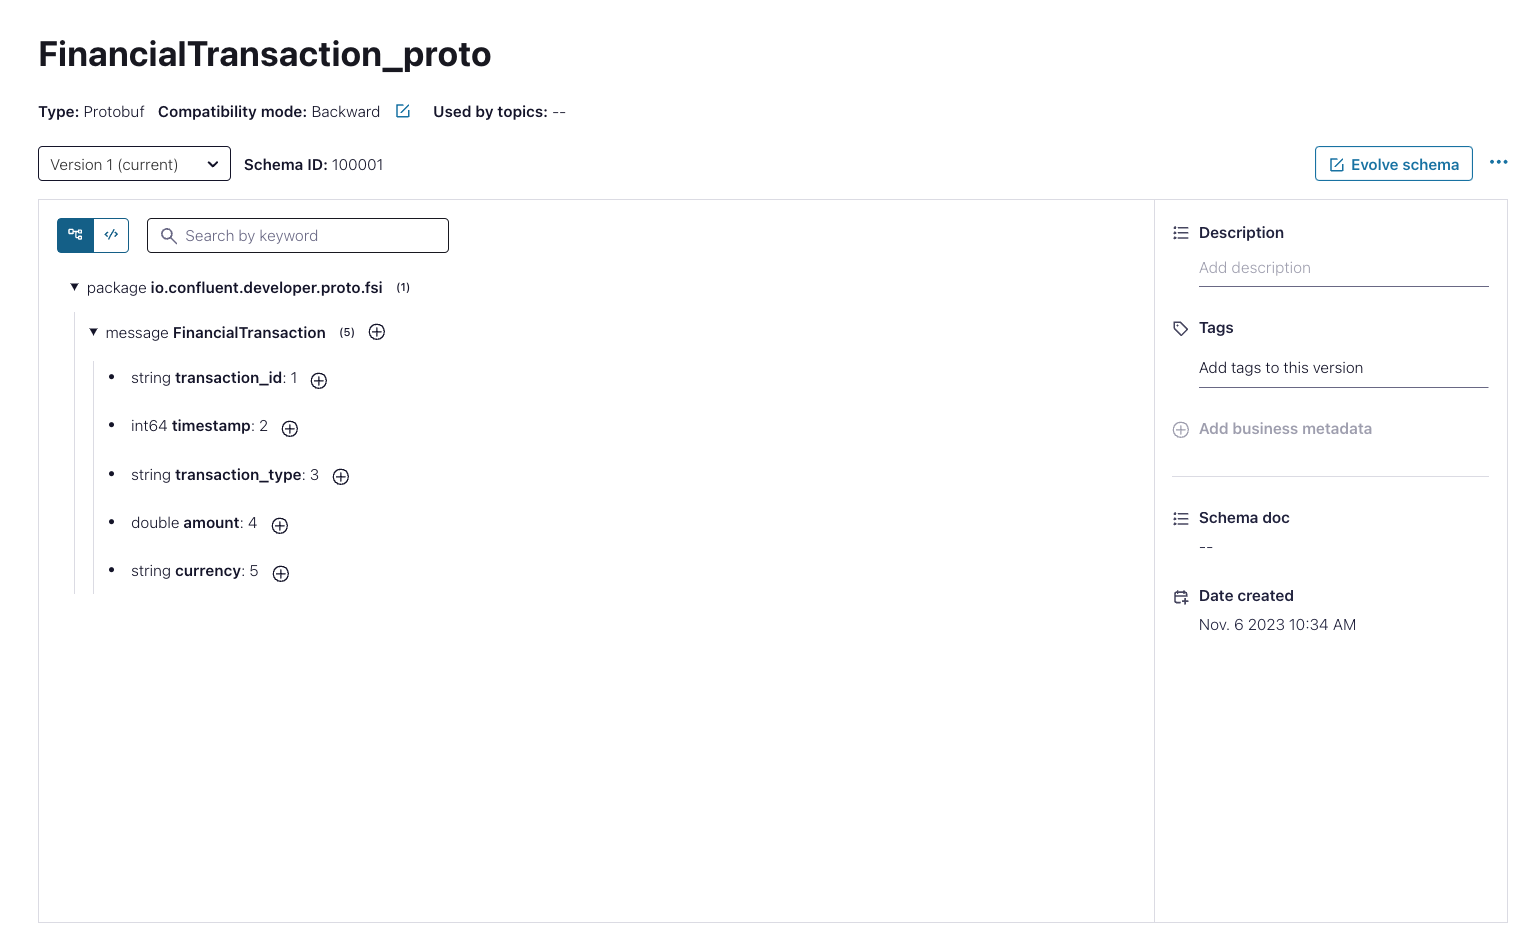 FinancialTransaction_proto
Type: Protobuf Compatibility mode: Backward Used by topics: --
Version 1 (current) Schema ID: 100001 Evolve schema
Search by keyword
package io.confluent.developer.proto.fsi (1)
message FinancialTransaction (5)
string transaction_id: 1
int64 timestamp: 2
string transaction_type: 3
double amount: 4
string currency: 5
Description
Add description
Tags
Add tags to this version
Add business metadata
Schema doc
--
Date created
Nov. 6 2023 10:34 AM